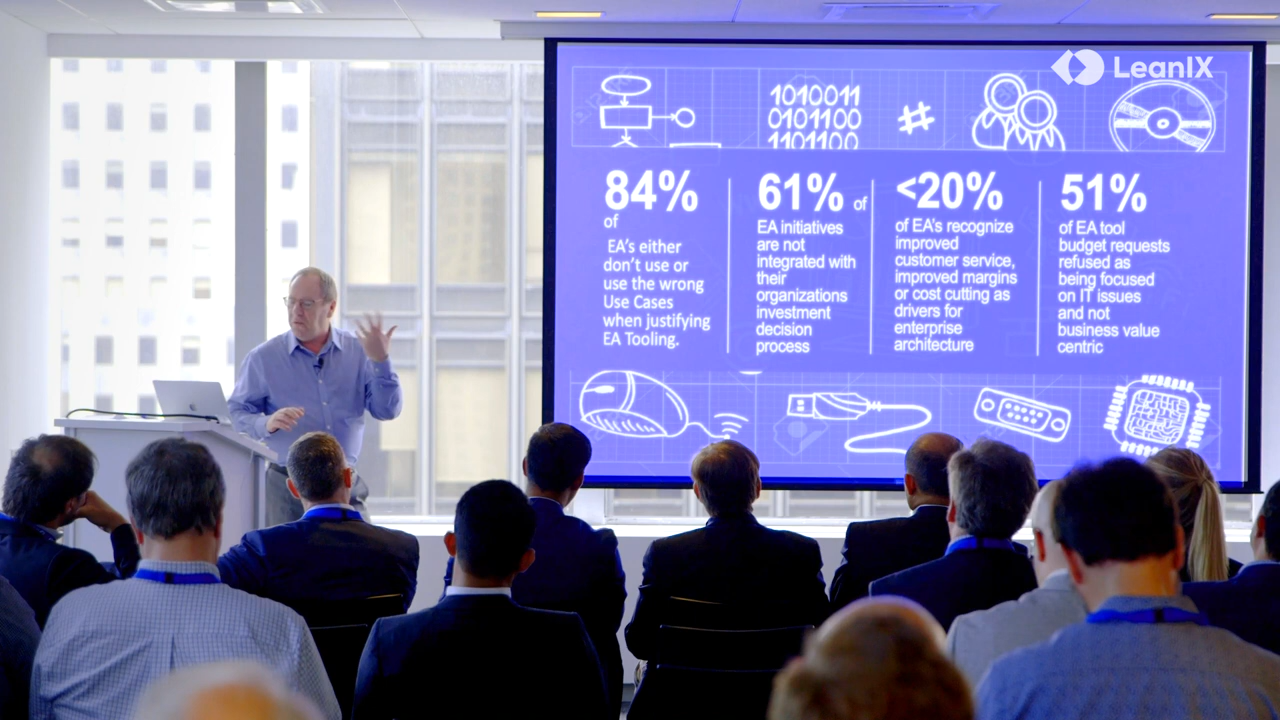 LeanIX
1010011
0101100
1101100
#
84%
of
EA's either
don't use or
use the wrong
Use Cases
when justifying
EA Tooling.
61% of
EA initiatives
are not
integrated with
their
organizations
investment
decision
process
<20%
of EA's recognize
improved
customer service,
improved margins
or cost cutting as
drivers for
enterprise
architecture
51%
of EA tool
budget requests
refused as
being focused
on IT issues
and not
business value
centric